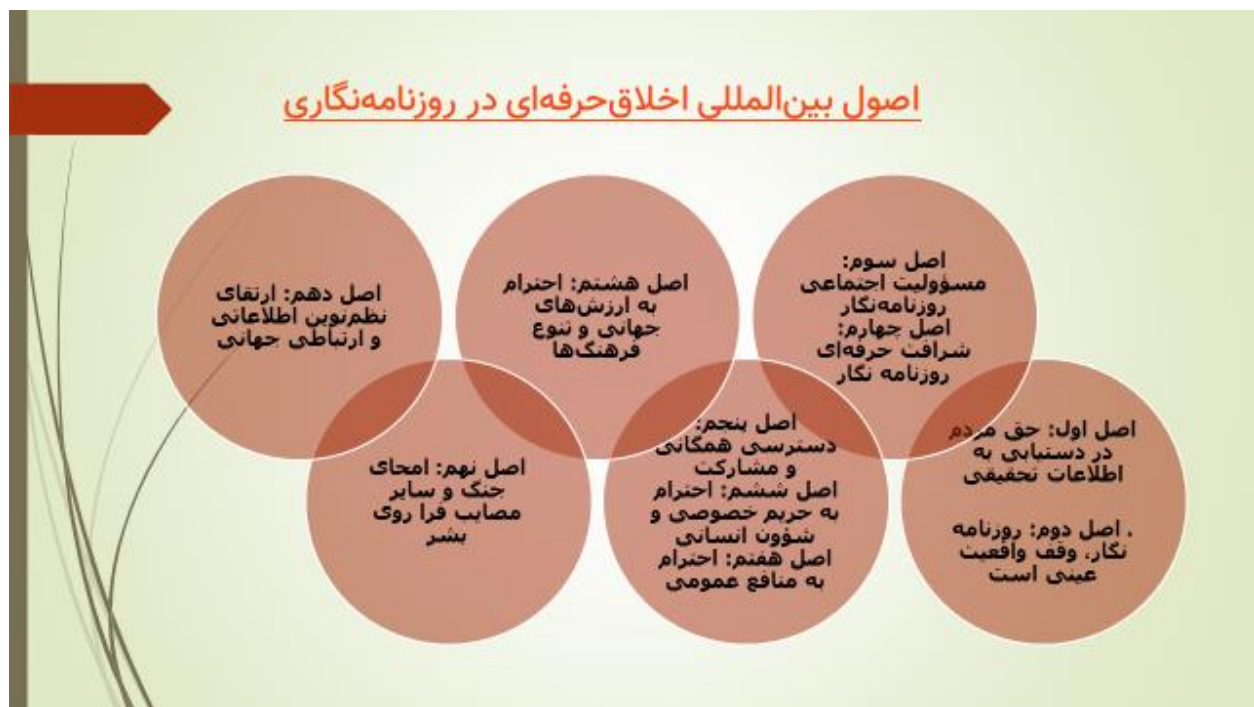 اصول بین‌المللی اخلاق‌حرفه‌ای در روزنامه‌نگاری
اصل اول: حق مردم
در دستیابی به
اطلاعات تحقیقی
. اصل دوم: روزنامه
نگار، وقف واقعیت
عینی است
اصل سوم:
مسؤولیت اجتماعی
روزنامه‌نگار
اصل چهارم:
شرافت حرفه‌ای
روزنامه نگار
اصل پنجم:
دسترسی همگانی
و مشارکت
اصل ششم: احترام
به حریم خصوصی و
شؤون انسانی
اصل هفتم: احترام
به منافع عمومی
اصل هشتم: احترام
به ارزش‌های
جهانی و تنوع
فرهنگ‌ها
اصل نهم: امحای
جنگ و سایر
مصایب فرا روی
بشر
اصل دهم: ارتقای
نظم‌نوین اطلاعاتی
و ارتباطی جهانی